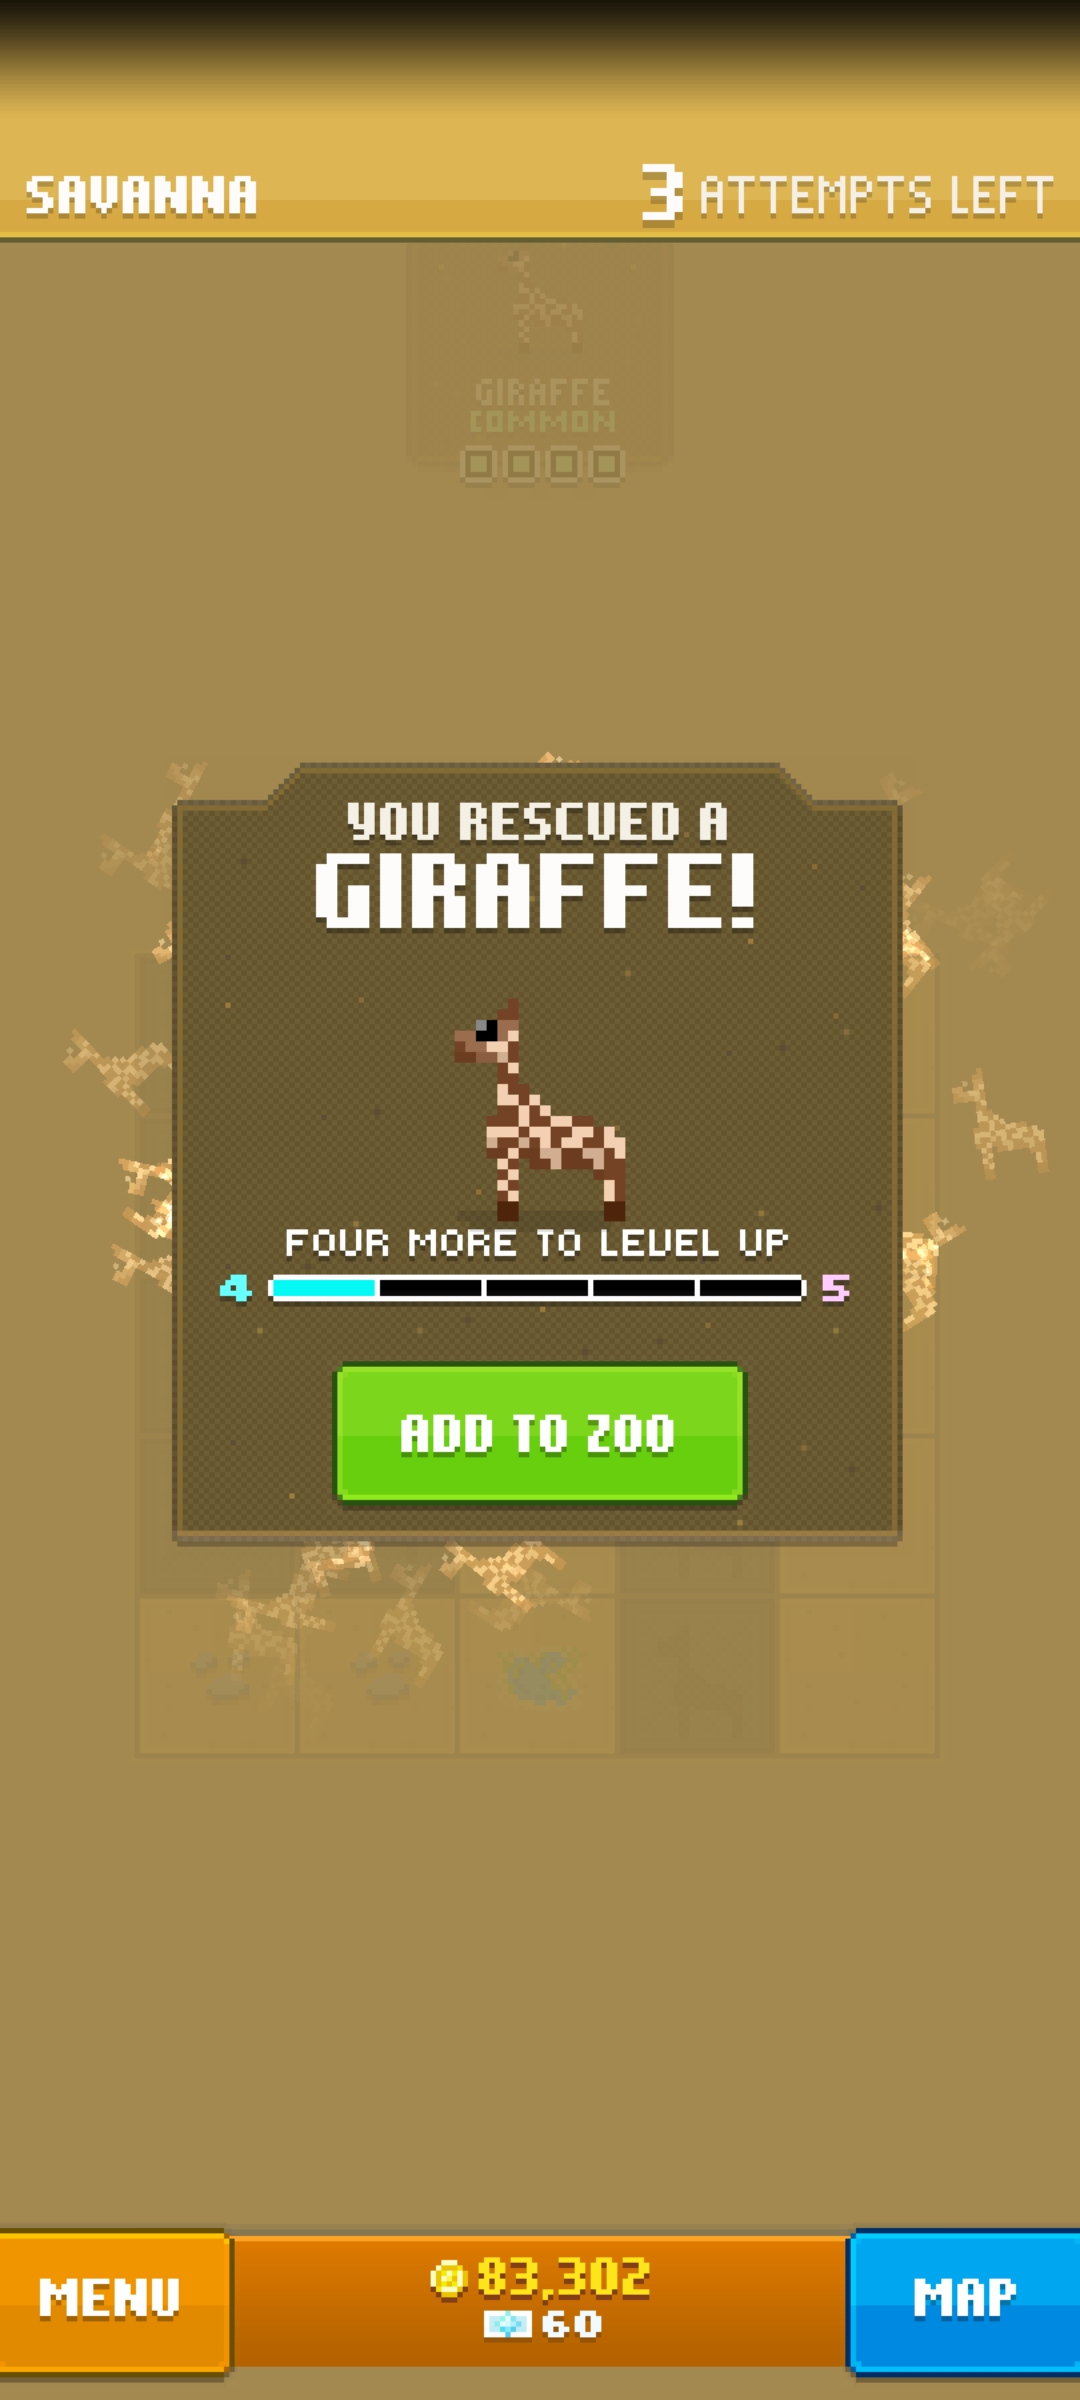 SAVANNA
3 ATTEMPTS LEFT
GIRAFFE
COMMON
YOU RESCUED A
GIRAFFE!
FOUR MORE TO LEVEL UP
4 5
ADD TO ZOO
MENU
83,302
60
MAP